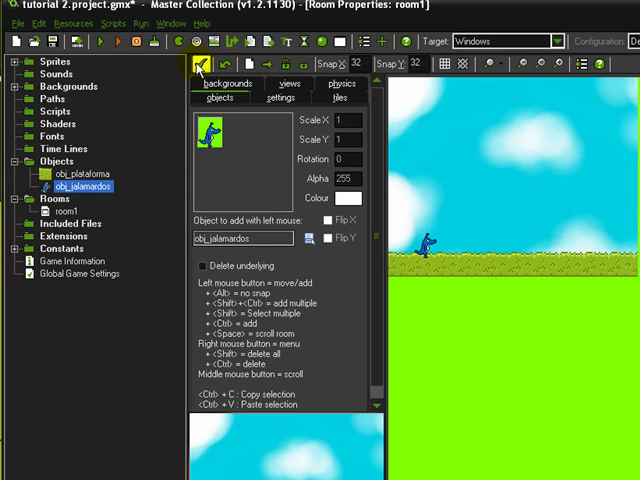 tutorial 2.project.gmx* - Master Collection (v1.2.1130) - [Room Properties: room1]
File Edit Resources Scripts Run Window Help
Target: Windows
Snap X: 32 Snap Y: 32
Sprites
Sounds
Backgrounds
Paths
Scripts
Shaders
Fonts
Time Lines
Objects
obj_plataforma
obj_jalamardos
Rooms
room1
Included Files
Extensions
Constants
Game Information
Global Game Settings
backgrounds views physics
objects settings tiles
Scale X 1
Scale Y 1
Rotation 0
Alpha 255
Colour
Object to add with left mouse: Flip X
obj_jalamardos Flip Y
Delete underlying
Left mouse button = move/add
+ <Alt> = no snap
+ <Shift>+<Ctrl> = add multiple
+ <Shift> = Select multiple
+ <Ctrl> = add
+ <Space> = scroll room
Right mouse button = menu
+ <Shift> = delete all
+ <Ctrl> = delete
Middle mouse button = scroll
<Ctrl> + C : Copy selection
<Ctrl> + V : Paste selection